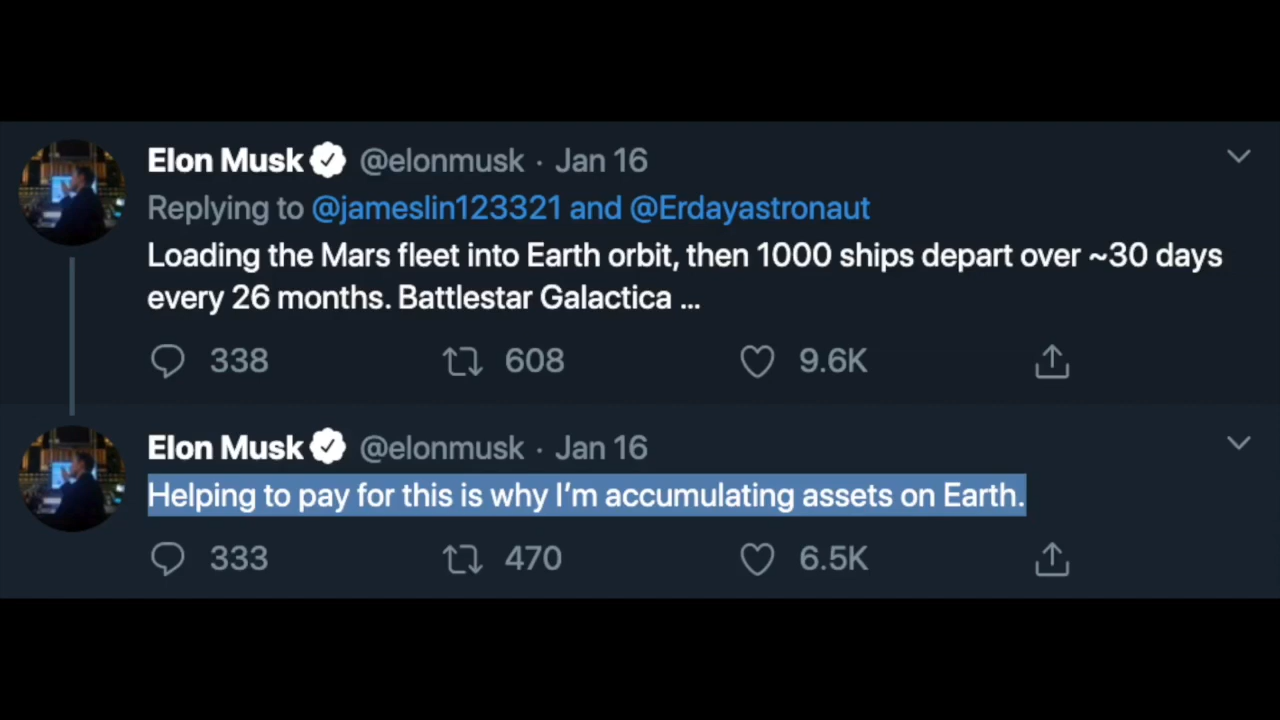 Elon Musk @elonmusk · Jan 16
Replying to @jameslin123321 and @Erdayastronaut
Loading the Mars fleet into Earth orbit, then 1000 ships depart over ~30 days
every 26 months. Battlestar Galactica ...
338 608 9.6K
Elon Musk @elonmusk · Jan 16
Helping to pay for this is why I’m accumulating assets on Earth.
333 470 6.5K